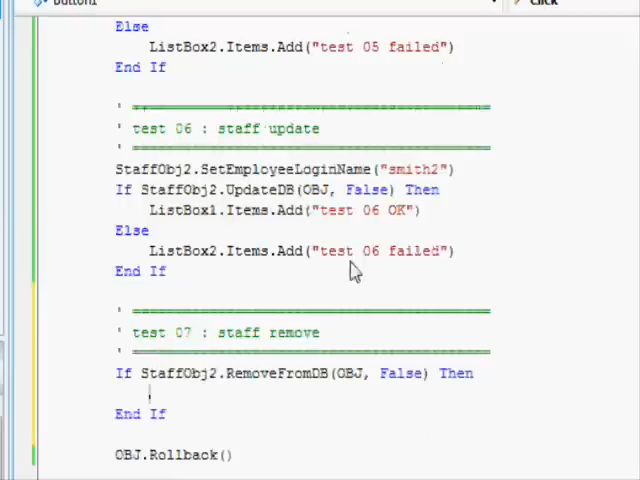 Button1
Click
Else
ListBox2.Items.Add("test 05 failed")
End If
' ==========================================
' test 06 : staff update
' ==========================================
StaffObj2.SetEmployeeLoginName("smith2")
If StaffObj2.UpdateDB(OBJ, False) Then
ListBox1.Items.Add("test 06 OK")
Else
ListBox2.Items.Add("test 06 failed")
End If
' ==========================================
' test 07 : staff remove
' ==========================================
If StaffObj2.RemoveFromDB(OBJ, False) Then
End If
OBJ.Rollback()